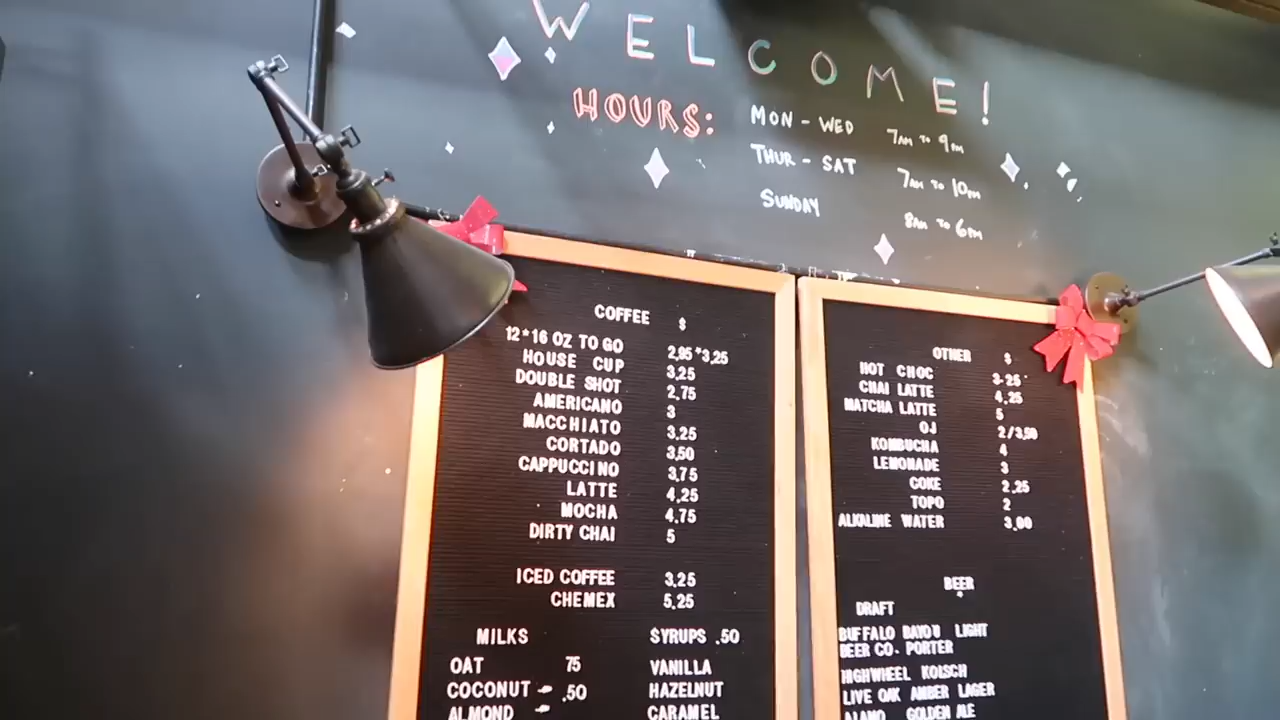 WELCOME!
HOURS:
MON - WED 7AM TO 9PM
THUR - SAT 7AM TO 10PM
SUNDAY 8AM TO 6PM
COFFEE $
12*16 OZ TO GO 2,95*3,25
HOUSE CUP 3,25
DOUBLE SHOT 2,75
AMERICANO 3
MACCHIATO 3,25
CORTADO 3,50
CAPPUCCINO 3,75
LATTE 4,25
MOCHA 4,75
DIRTY CHAI 5
ICED COFFEE 3,25
CHEMEX 5,25
MILKS
OAT 75
COCONUT .50
ALMOND
SYRUPS .50
VANILLA
HAZELNUT
CARAMEL
OTHER $
HOT CHOC 3.25
CHAI LATTE 4,25
MATCHA LATTE 5
OJ 2/3,50
KOMBUCHA 4
LEMONADE 3
COKE 2,25
TOPO 2
ALKALINE WATER 3,00
BEER
DRAFT
BUFFALO BAYOU LIGHT
BEER CO. PORTER
HIGHWHEEL KOLSCH
LIVE OAK AMBER LAGER
ALAMO GOLDEN ALE